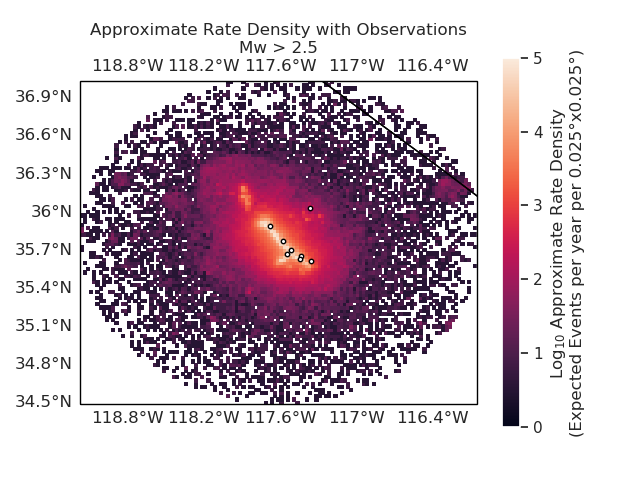 Approximate Rate Density with Observations
Mw > 2.5
118.8°W 118.2°W 117.6°W 117°W 116.4°W
36.9°N
36.6°N
36.3°N
36°N
35.7°N
35.4°N
35.1°N
34.8°N
34.5°N
118.8°W 118.2°W 117.6°W 117°W 116.4°W
5
4
3
2
1
0
Log₁₀ Approximate Rate Density
(Expected Events per year per 0.025°x0.025°)